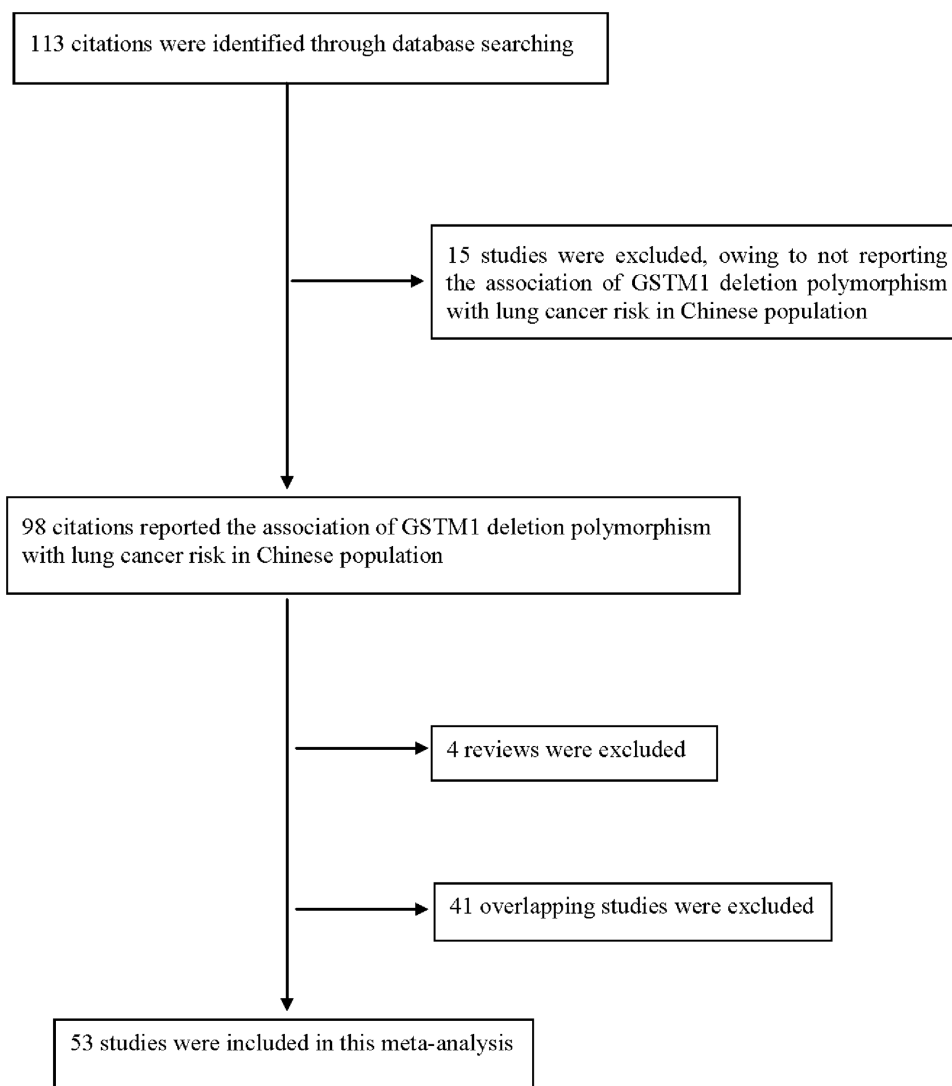 113 citations were identified through database searching
15 studies were excluded, owing to not reporting
the association of GSTM1 deletion polymorphism
with lung cancer risk in Chinese population
98 citations reported the association of GSTM1 deletion polymorphism
with lung cancer risk in Chinese population
4 reviews were excluded
41 overlapping studies were excluded
53 studies were included in this meta-analysis